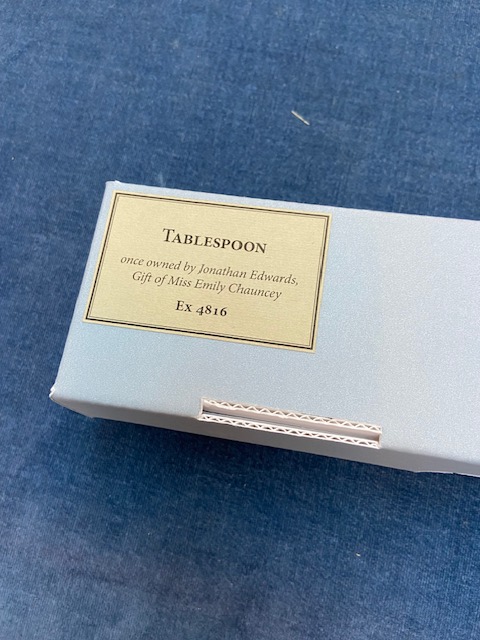 TABLESPOON
once owned by Jonathan Edwards,
Gift of Miss Emily Chauncey
Ex 4816